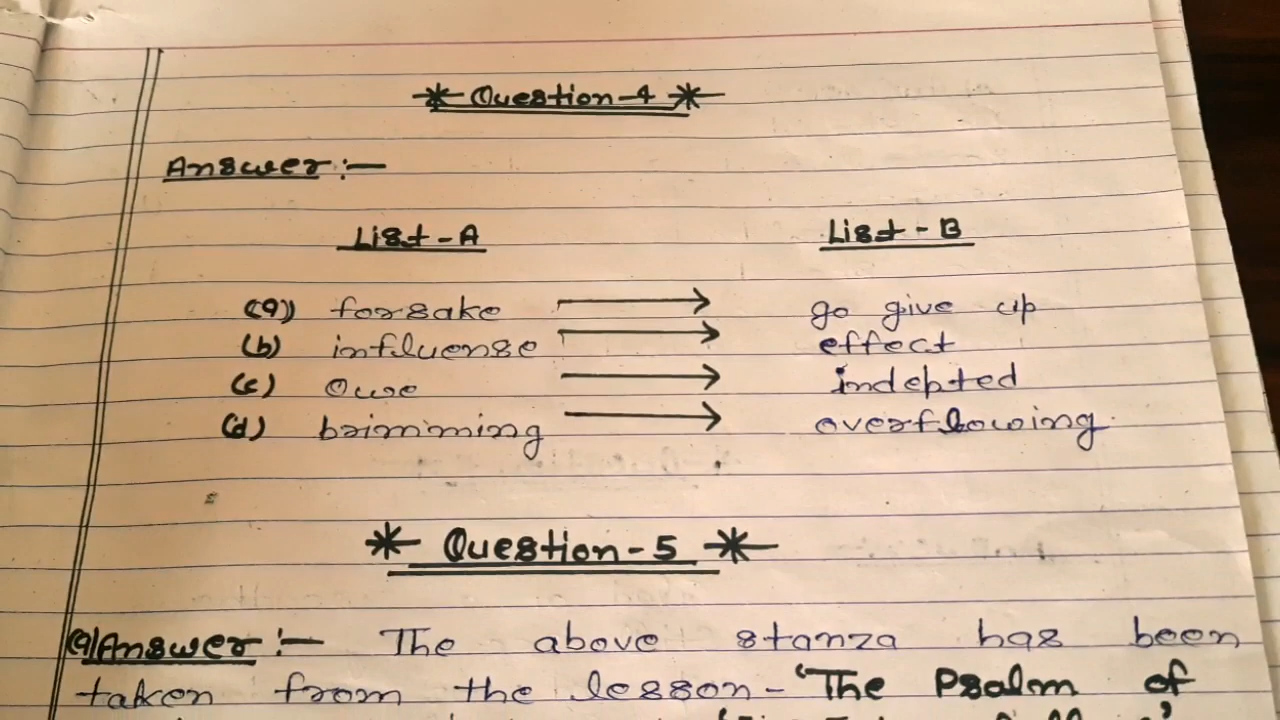 * Question-4 *
Answer :-
List-A List-B
(a) forsake → go give up
(b) influense → effect
(c) Owe → indepted
(d) brimming → overflowing.
* Question-5 *
(a) Answer :- The above stanza has been
taken from the lesson - 'The Psalm of